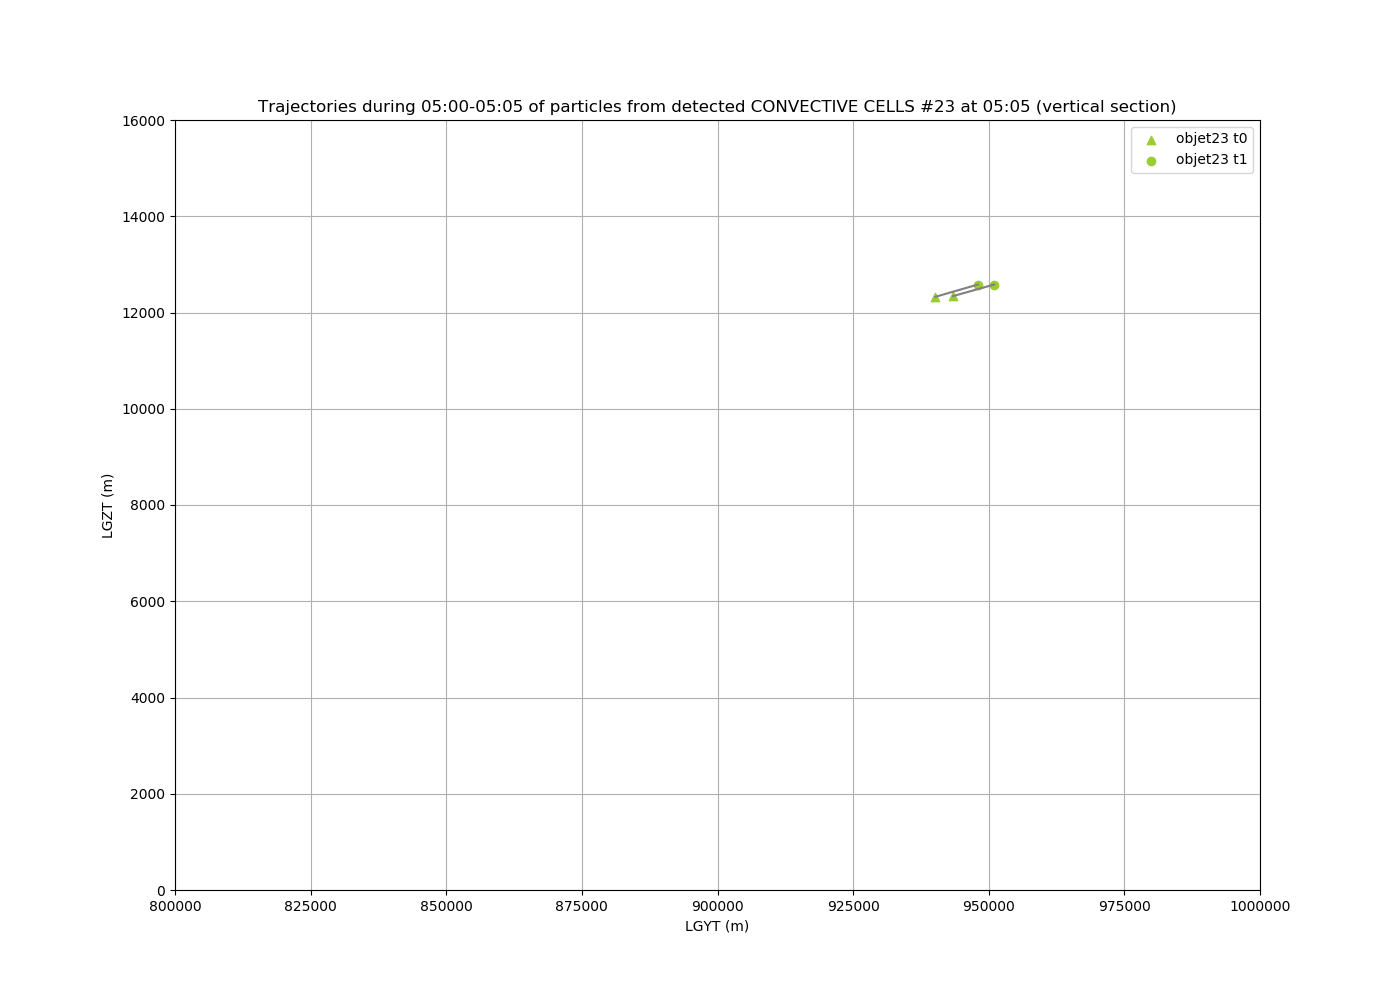 Trajectories during 05:00-05:05 of particles from detected CONVECTIVE CELLS #23 at 05:05 (vertical section)
objet23 t0
objet23 t1
16000
14000
12000
10000
8000
6000
4000
2000
0
LGZT (m)
800000 825000 850000 875000 900000 925000 950000 975000 1000000
LGYT (m)